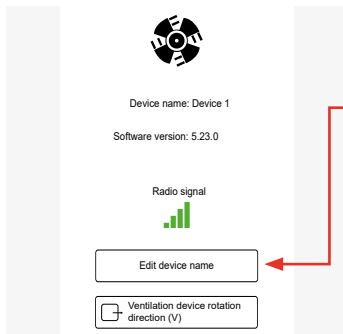 Device name: Device 1
Software version: 5.23.0
Radio signal
Edit device name
Ventilation device rotation
direction (V)